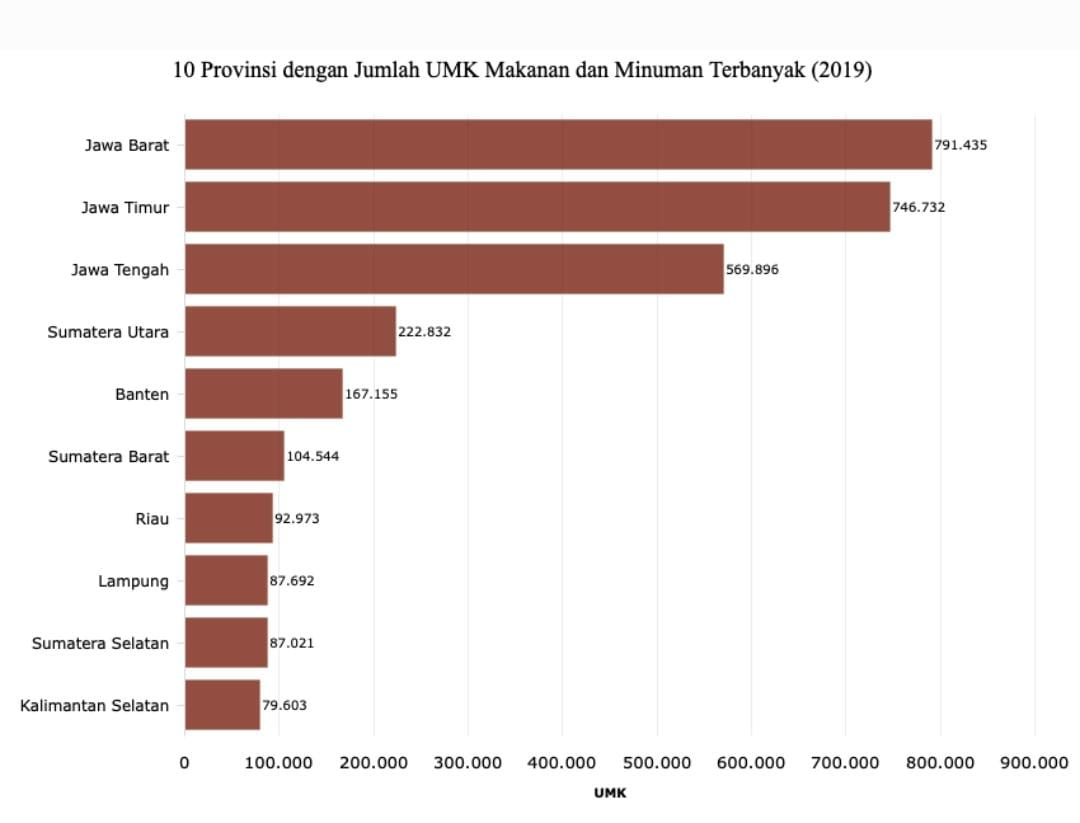 10 Provinsi dengan Jumlah UMK Makanan dan Minuman Terbanyak (2019)
Jawa Barat 791.435
Jawa Timur 746.732
Jawa Tengah 569.896
Sumatera Utara 222.832
Banten 167.155
Sumatera Barat 104.544
Riau 92.973
Lampung 87.692
Sumatera Selatan 87.021
Kalimantan Selatan 79.603
0 100.000 200.000 300.000 400.000 500.000 600.000 700.000 800.000 900.000
UMK